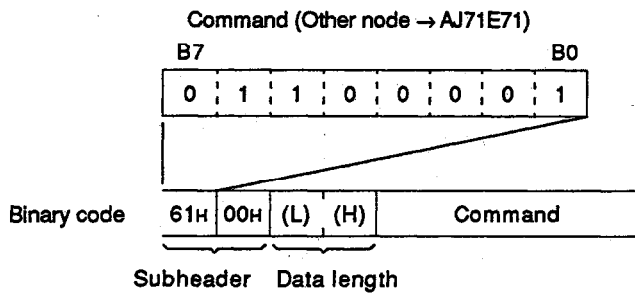 Command (Other node → AJ71E71)
B7 B0
0 1 1 0 0 0 0 1
Binary code 61H 00H (L) (H) Command
Subheader Data length